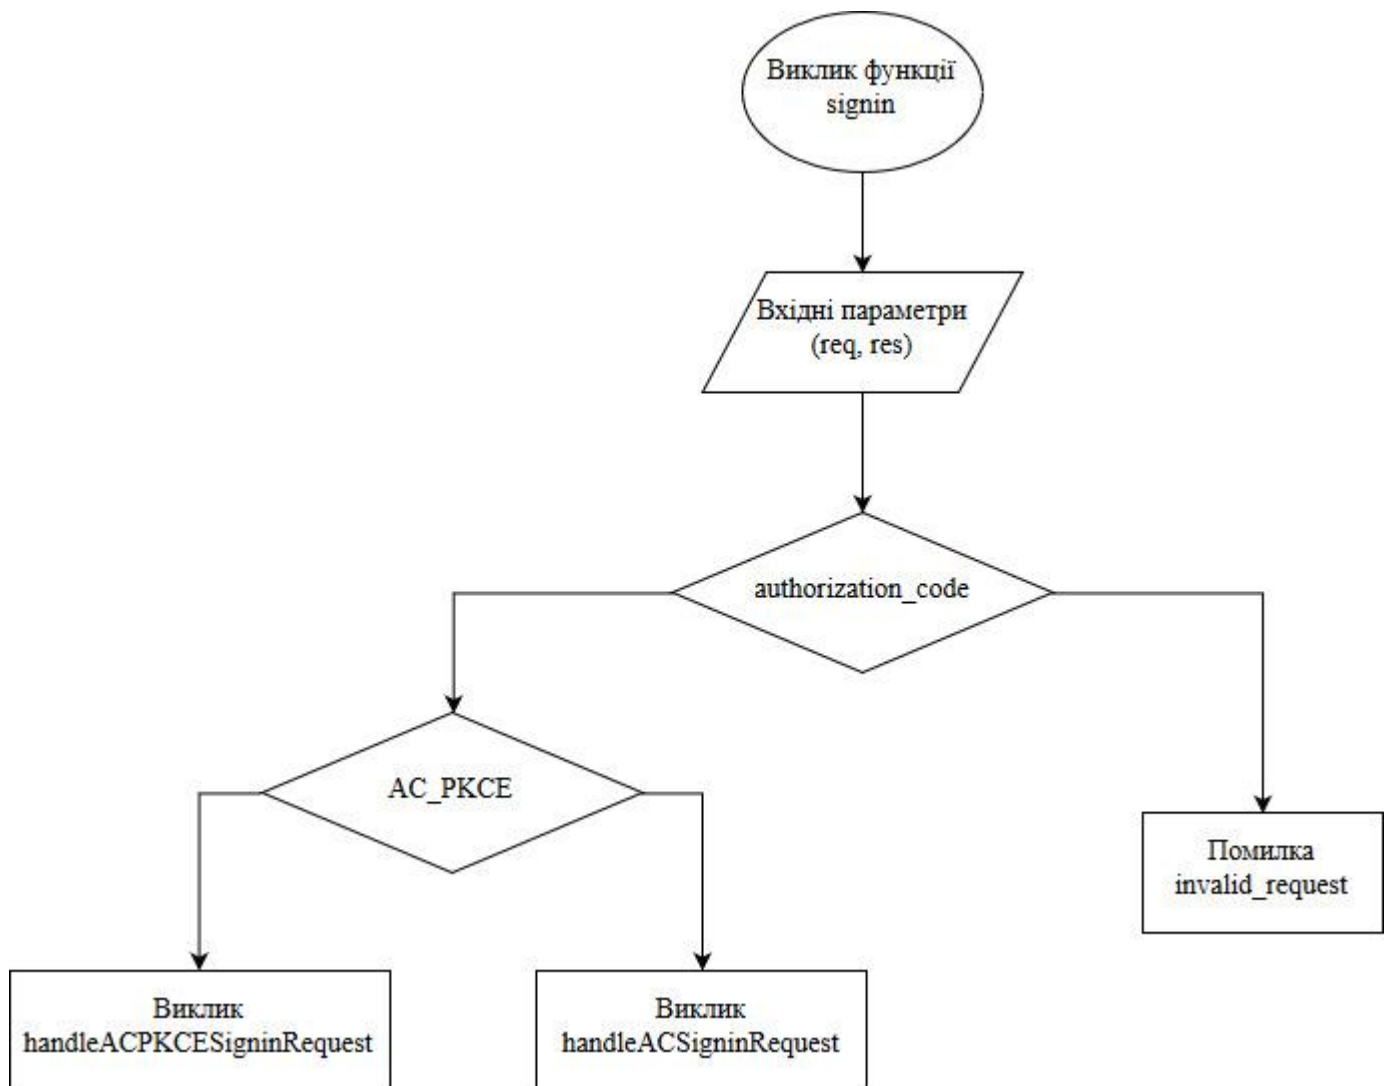 Виклик функції
signin
Вхідні параметри
(req, res)
authorization_code
AC_PKCE
Помилка
invalid_request
Виклик
handleACPKCESigninRequest
Виклик
handleACSigninRequest